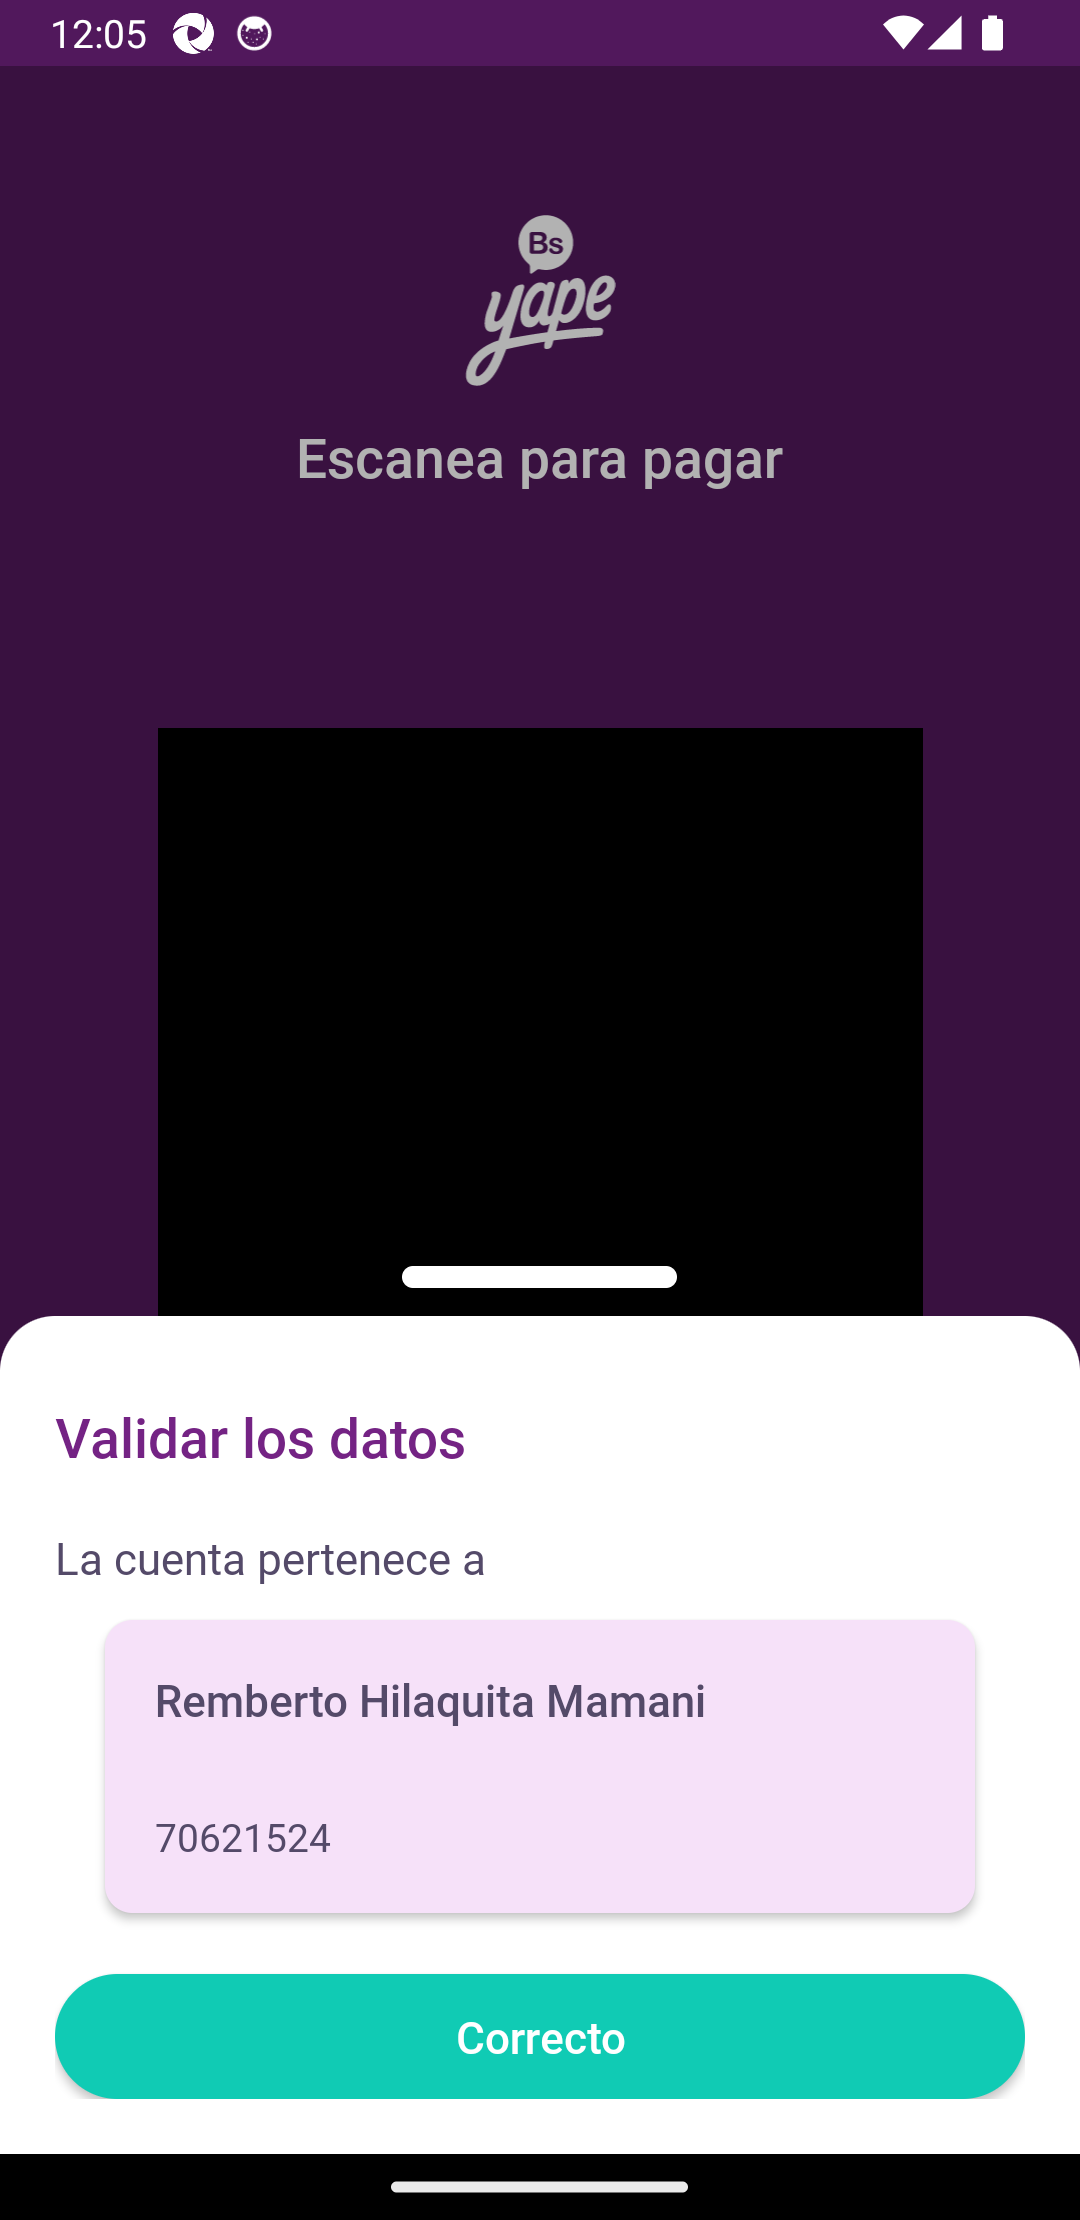 12:05
Bs
yape
Escanea para pagar
Validar los datos
La cuenta pertenece a
Remberto Hilaquita Mamani
70621524
Correcto